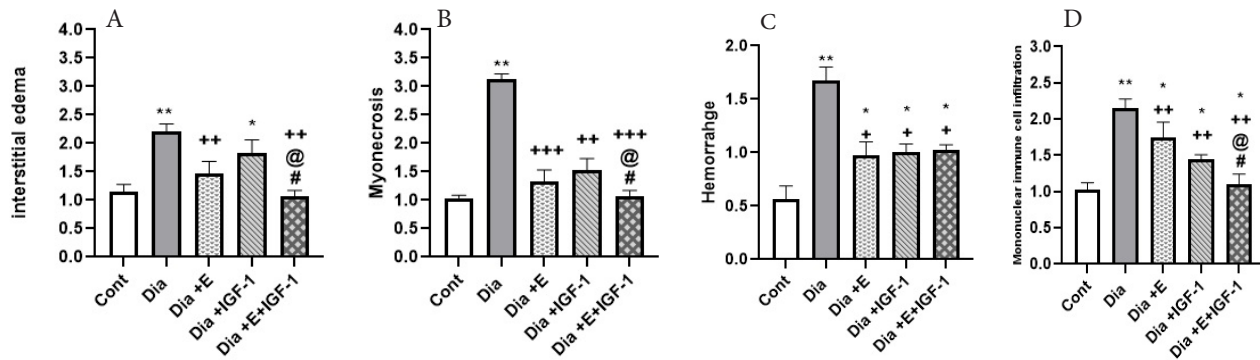 A
interstitial edema
4.0
3.5
3.0
2.5
2.0
1.5
1.0
0.5
0.0
**
++
*
++
@
#
Cont
Dia
Dia +E
Dia +IGF-1
Dia +E+IGF-1
B
Myonecrosis
4.0
3.5
3.0
2.5
2.0
1.5
1.0
0.5
0.0
**
+++
++
+++
@
#
Cont
Dia
Dia +E
Dia +IGF-1
Dia +E+IGF-1
C
Hemorrahge
2.0
1.5
1.0
0.5
0.0
**
*
+
*
+
*
+
Cont
Dia
Dia +E
Dia +IGF-1
Dia +E+IGF-1
D
Mononuclear immune cell infiltration
3.0
2.5
2.0
1.5
1.0
0.5
0.0
**
*
++
*
++
*
++
@
#
Cont
Dia
Dia +E
Dia +IGF-1
Dia +E+IGF-1